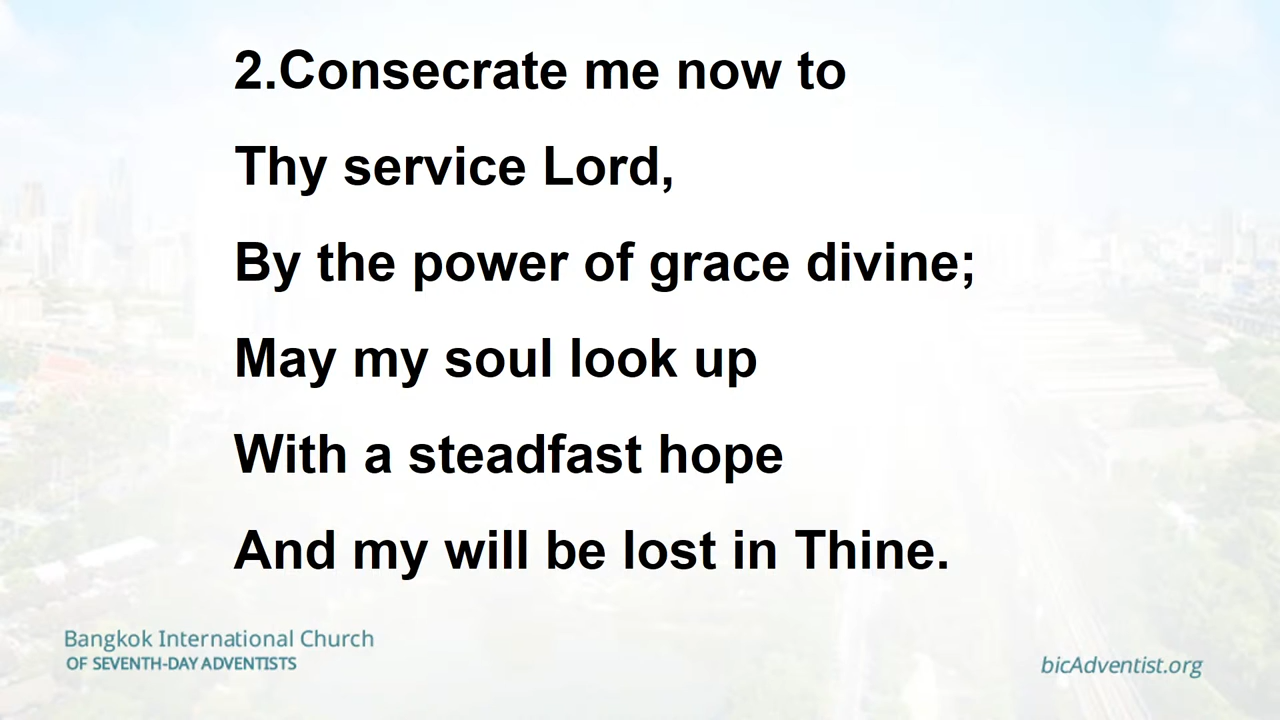 2.Consecrate me now to
Thy service Lord,
By the power of grace divine;
May my soul look up
With a steadfast hope
And my will be lost in Thine.
Bangkok International Church
OF SEVENTH-DAY ADVENTISTS
bicAdventist.org